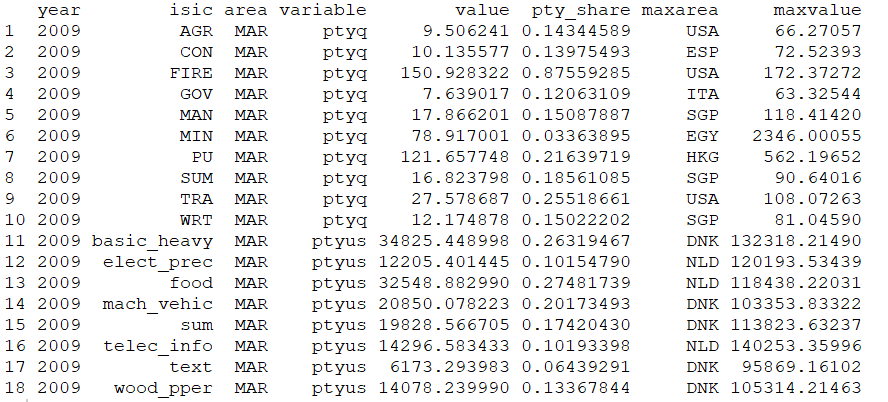 year isic area variable value pty_share maxarea maxvalue
1 2009 AGR MAR ptyq 9.506241 0.14344589 USA 66.27057
2 2009 CON MAR ptyq 10.135577 0.13975493 ESP 72.52393
3 2009 FIRE MAR ptyq 150.928322 0.87559285 USA 172.37272
4 2009 GOV MAR ptyq 7.639017 0.12063109 ITA 63.32544
5 2009 MAN MAR ptyq 17.866201 0.15087887 SGP 118.41420
6 2009 MIN MAR ptyq 78.917001 0.03363895 EGY 2346.00055
7 2009 PU MAR ptyq 121.657748 0.21639719 HKG 562.19652
8 2009 SUM MAR ptyq 16.823798 0.18561085 SGP 90.64016
9 2009 TRA MAR ptyq 27.578687 0.25518661 USA 108.07263
10 2009 WRT MAR ptyq 12.174878 0.15022202 SGP 81.04590
11 2009 basic_heavy MAR ptyus 34825.448998 0.26319467 DNK 132318.21490
12 2009 elect_prec MAR ptyus 12205.401445 0.10154790 NLD 120193.53439
13 2009 food MAR ptyus 32548.882990 0.27481739 DNK 118438.22031
14 2009 mach_vehic MAR ptyus 20850.078223 0.20173493 DNK 103353.83322
15 2009 sum MAR ptyus 19828.566705 0.17420430 DNK 113823.63237
16 2009 telec_info MAR ptyus 14296.583433 0.10193398 NLD 140253.35996
17 2009 text MAR ptyus 6173.293983 0.06439291 DNK 95869.16102
18 2009 wood_pper MAR ptyus 14078.239990 0.13367844 DNK 105314.21463